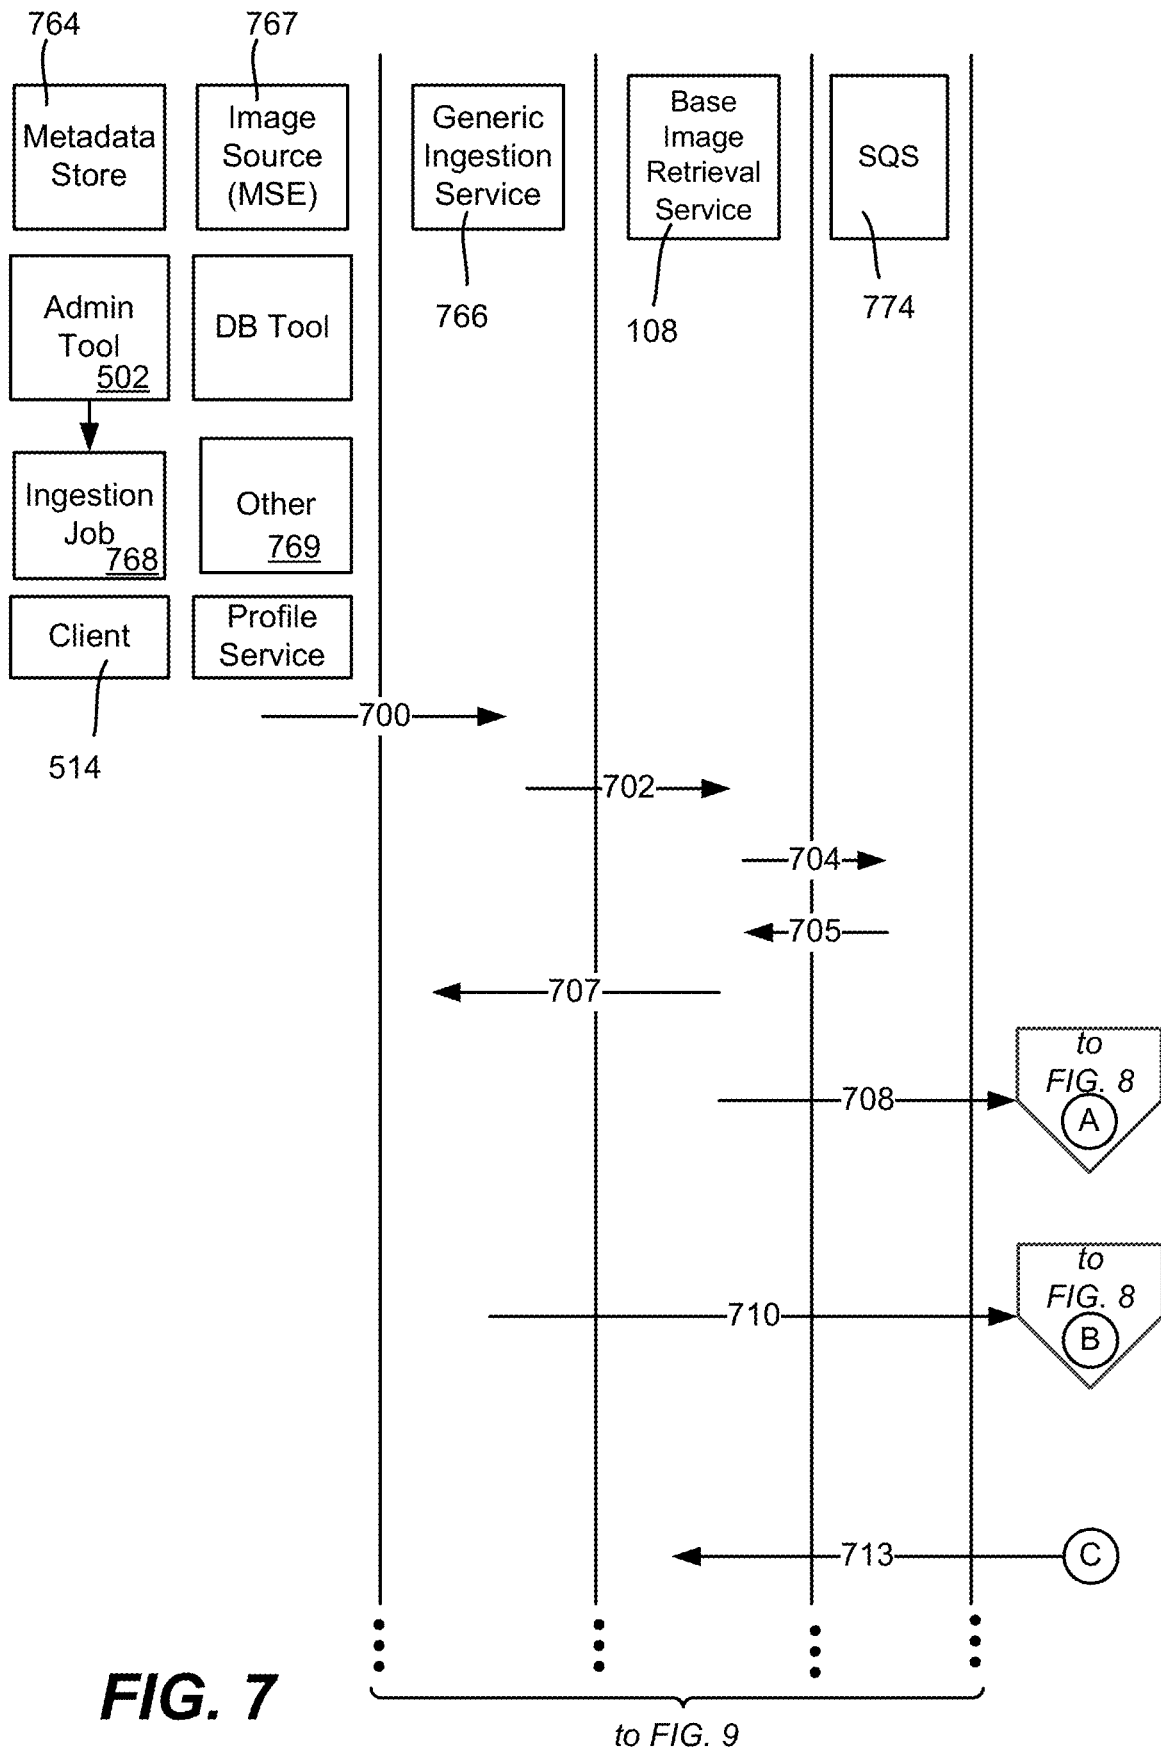 764
767
Metadata
Store
Image
Source
(MSE)
Generic
Ingestion
Service
Base
Image
Retrieval
Service
SQS
766
108
774
Admin
Tool
502
DB Tool
Ingestion
Job
768
Other
769
Client
Profile
Service
514
700
702
704
705
707
708
to
FIG. 8
A
710
to
FIG. 8
B
713
C
FIG. 7
to FIG. 9